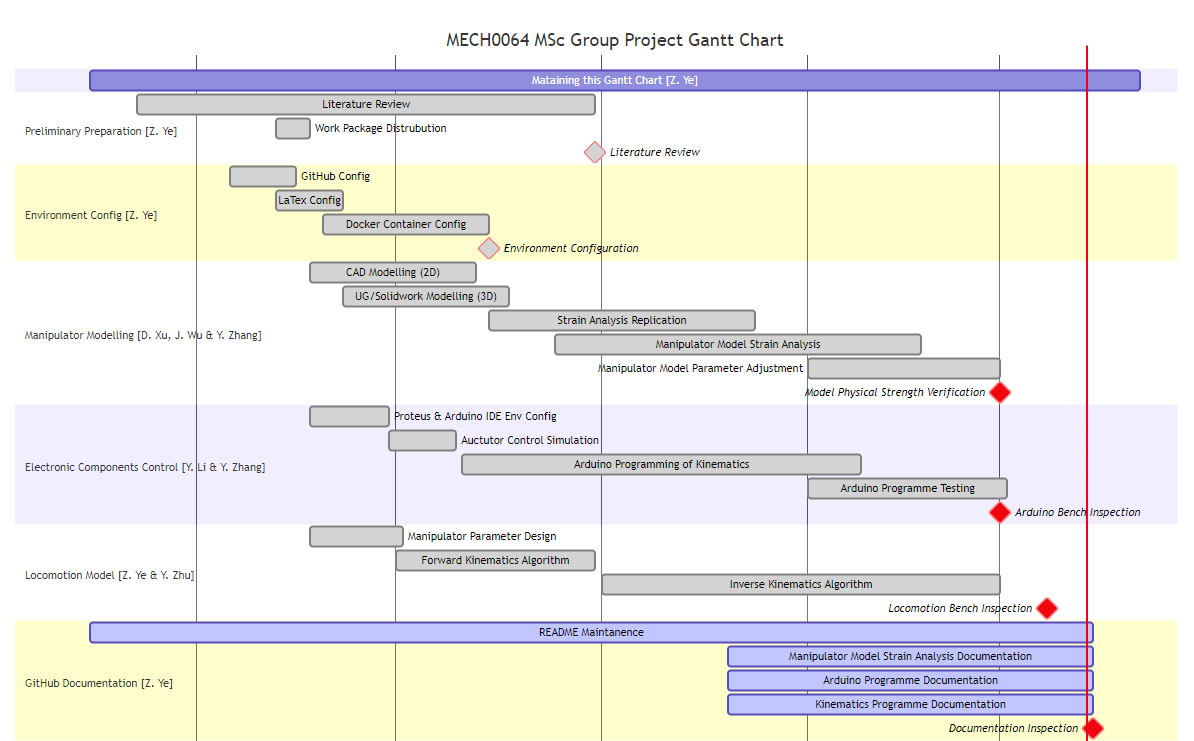 MECH0064 MSc Group Project Gantt Chart
Mataining this Gantt Chart [Z. Ye]
Literature Review
Preliminary Preparation [Z. Ye]
Work Package Distrubution
Literature Review
GitHub Config
LaTex Config
Environment Config [Z. Ye]
Docker Container Config
Environment Configuration
CAD Modelling (2D)
UG/Solidwork Modelling (3D)
Strain Analysis Replication
Manipulator Modelling [D. Xu, J. Wu & Y. Zhang]
Manipulator Model Strain Analysis
Manipulator Model Parameter Adjustment
Model Physical Strength Verification
Proteus & Arduino IDE Env Config
Auctutor Control Simulation
Electronic Components Control [Y. Li & Y. Zhang]
Arduino Programming of Kinematics
Arduino Programme Testing
Arduino Bench Inspection
Manipulator Parameter Design
Forward Kinematics Algorithm
Locomotion Model [Z. Ye & Y. Zhu]
Inverse Kinematics Algorithm
Locomotion Bench Inspection
README Maintanence
Manipulator Model Strain Analysis Documentation
GitHub Documentation [Z. Ye]
Arduino Programme Documentation
Kinematics Programme Documentation
Documentation Inspection